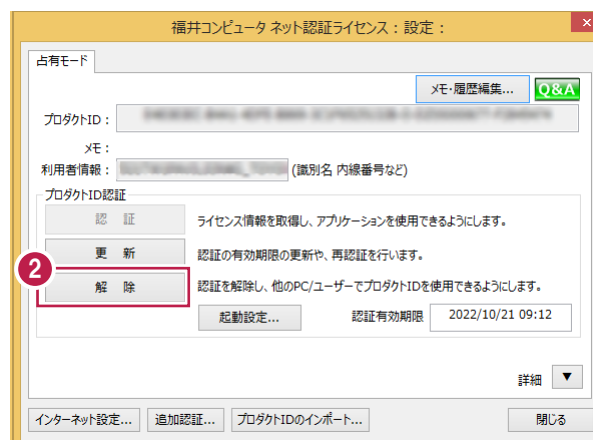 福井コンピュータ ネット認証ライセンス：設定：
占有モード
メモ・履歴編集... Q&A
プロダクトID：
メモ：
利用者情報： (識別名 内線番号など)
プロダクトID認証
認 証 ライセンス情報を取得し、アプリケーションを使用できるようにします。
更 新 認証の有効期限の更新や、再認証を行います。
2
解 除 認証を解除し、他のPC/ユーザーでプロダクトIDを使用できるようにします。
起動設定... 認証有効期限 2022/10/21 09:12
詳細 ▼
インターネット設定... 追加認証... プロダクトIDのインポート... 閉じる